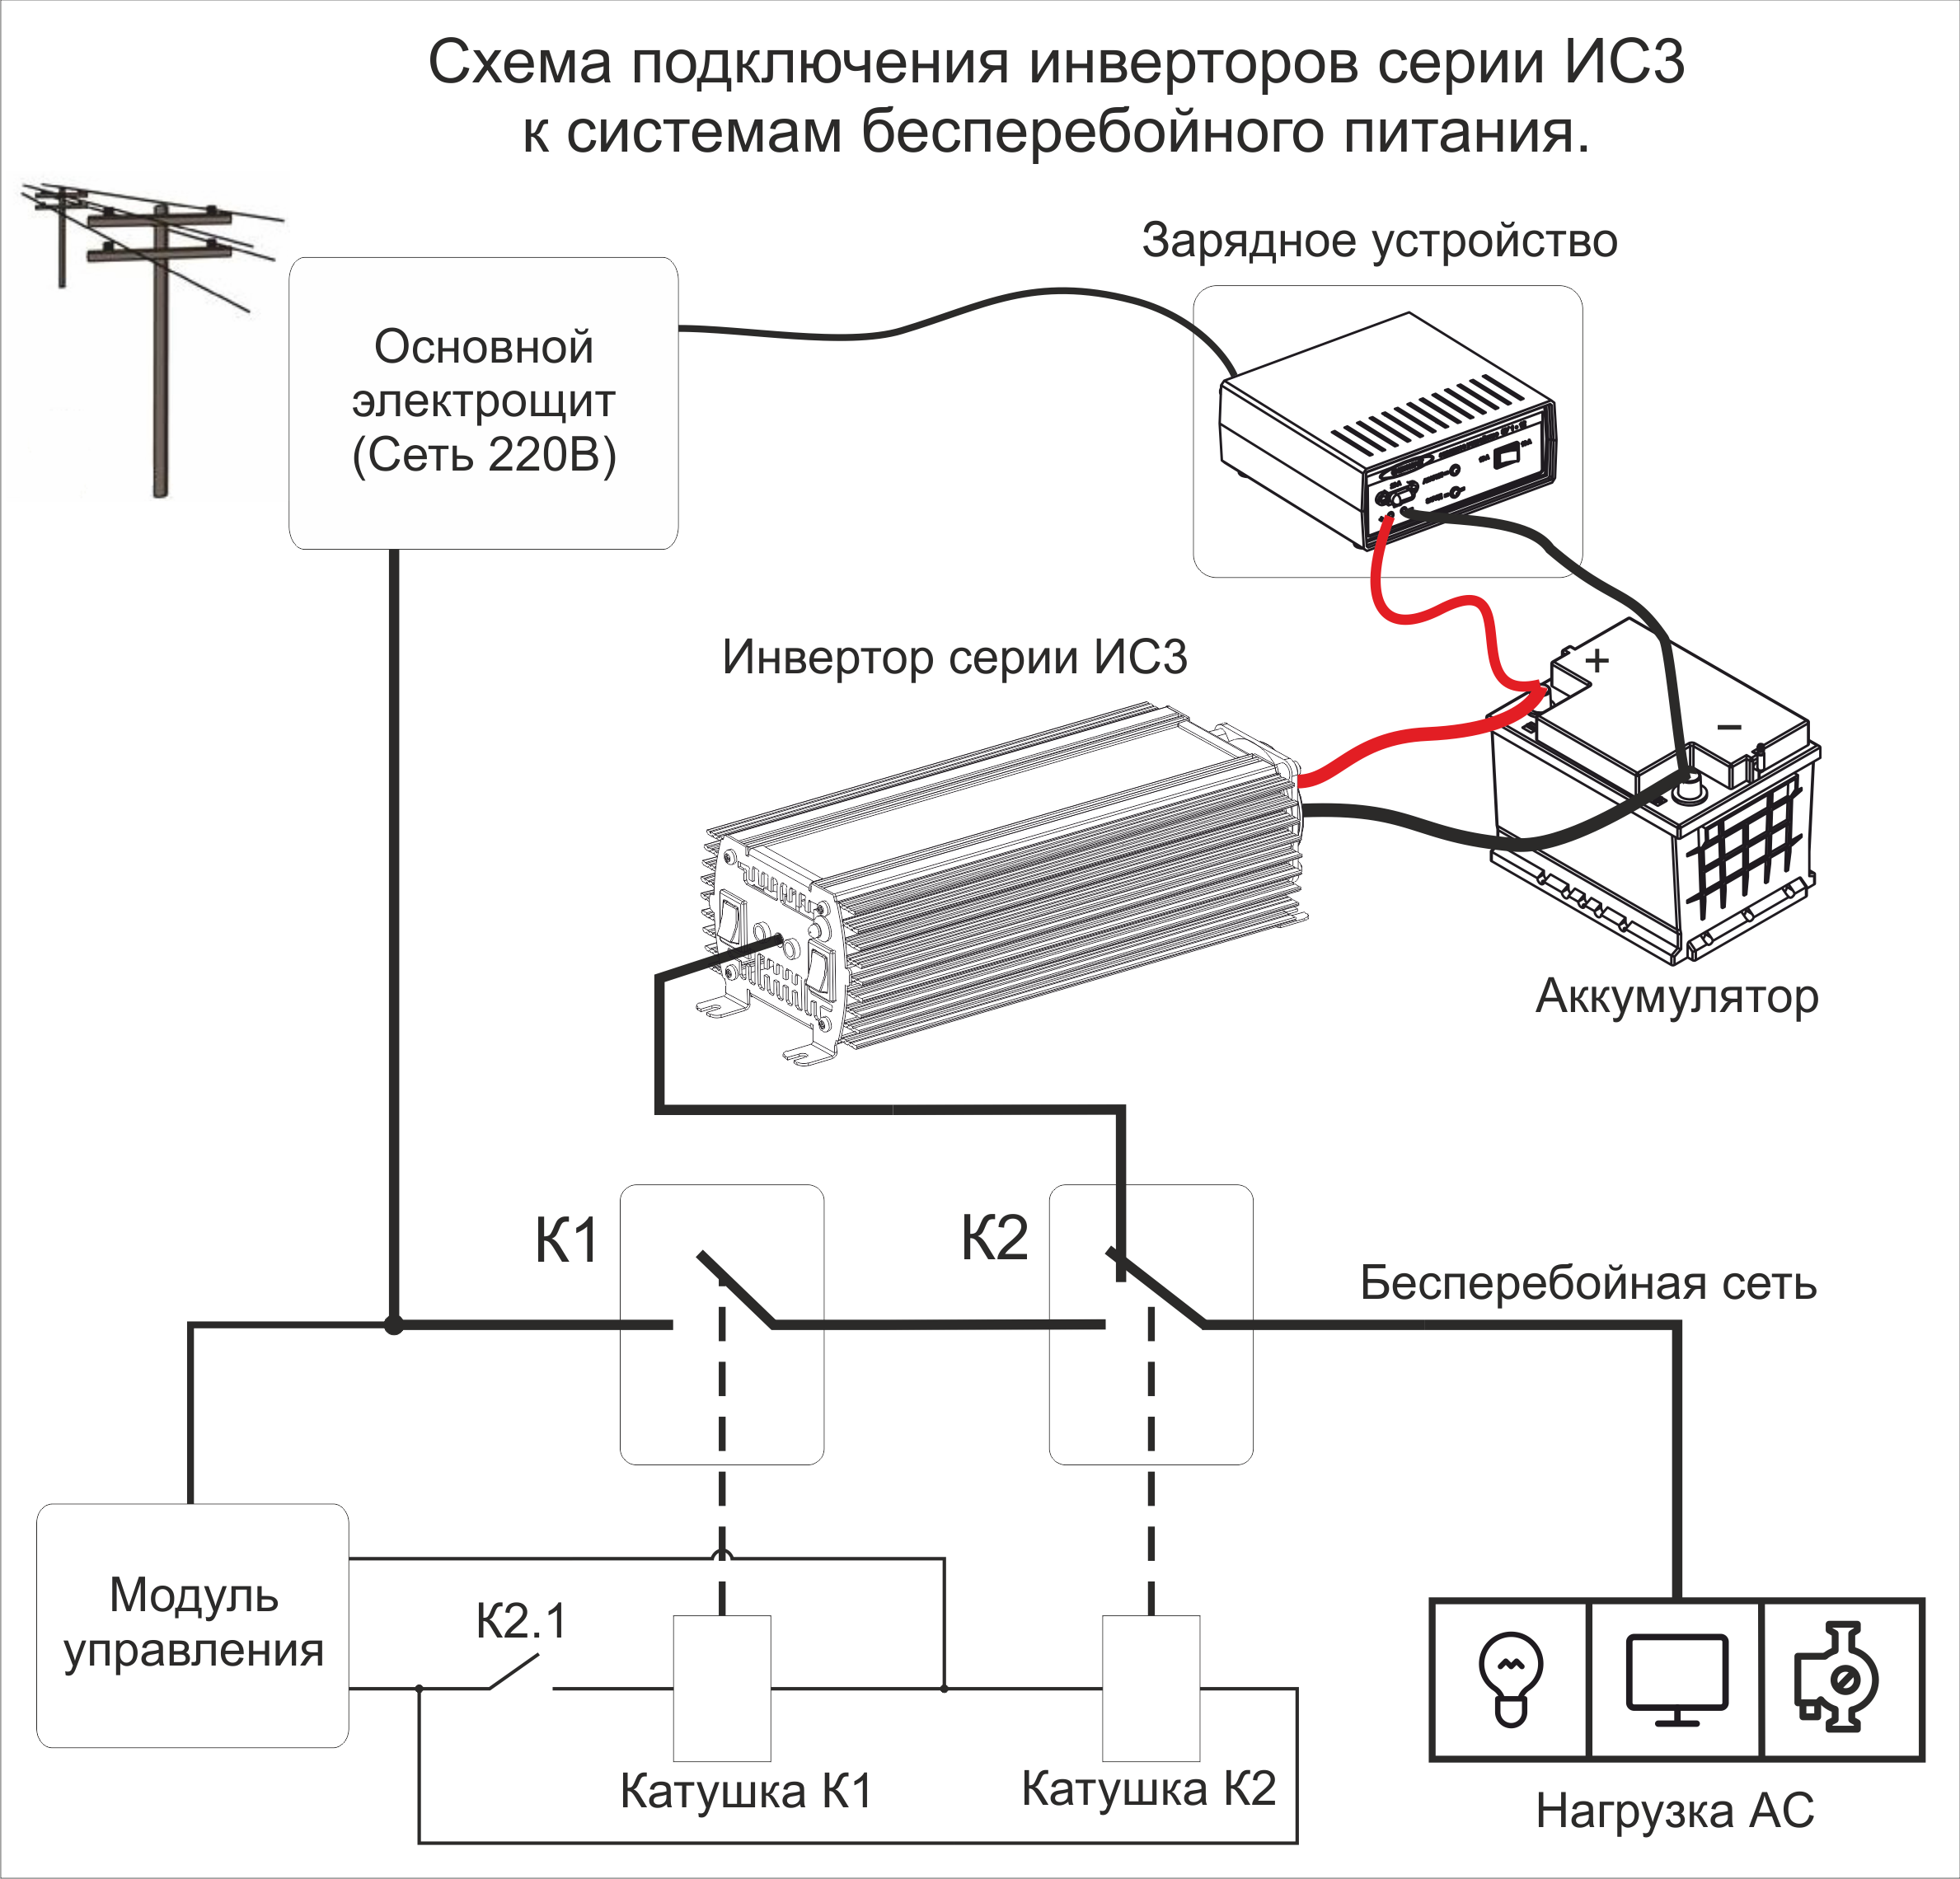 Схема подключения инверторов серии ИС3
к системам бесперебойного питания.
Зарядное устройство
Основной
электрощит
(Сеть 220В)
Инвертор серии ИС3
+
−
Аккумулятор
К1
К2
Бесперебойная сеть
Модуль
управления
К2.1
Катушка К1
Катушка К2
Нагрузка АС